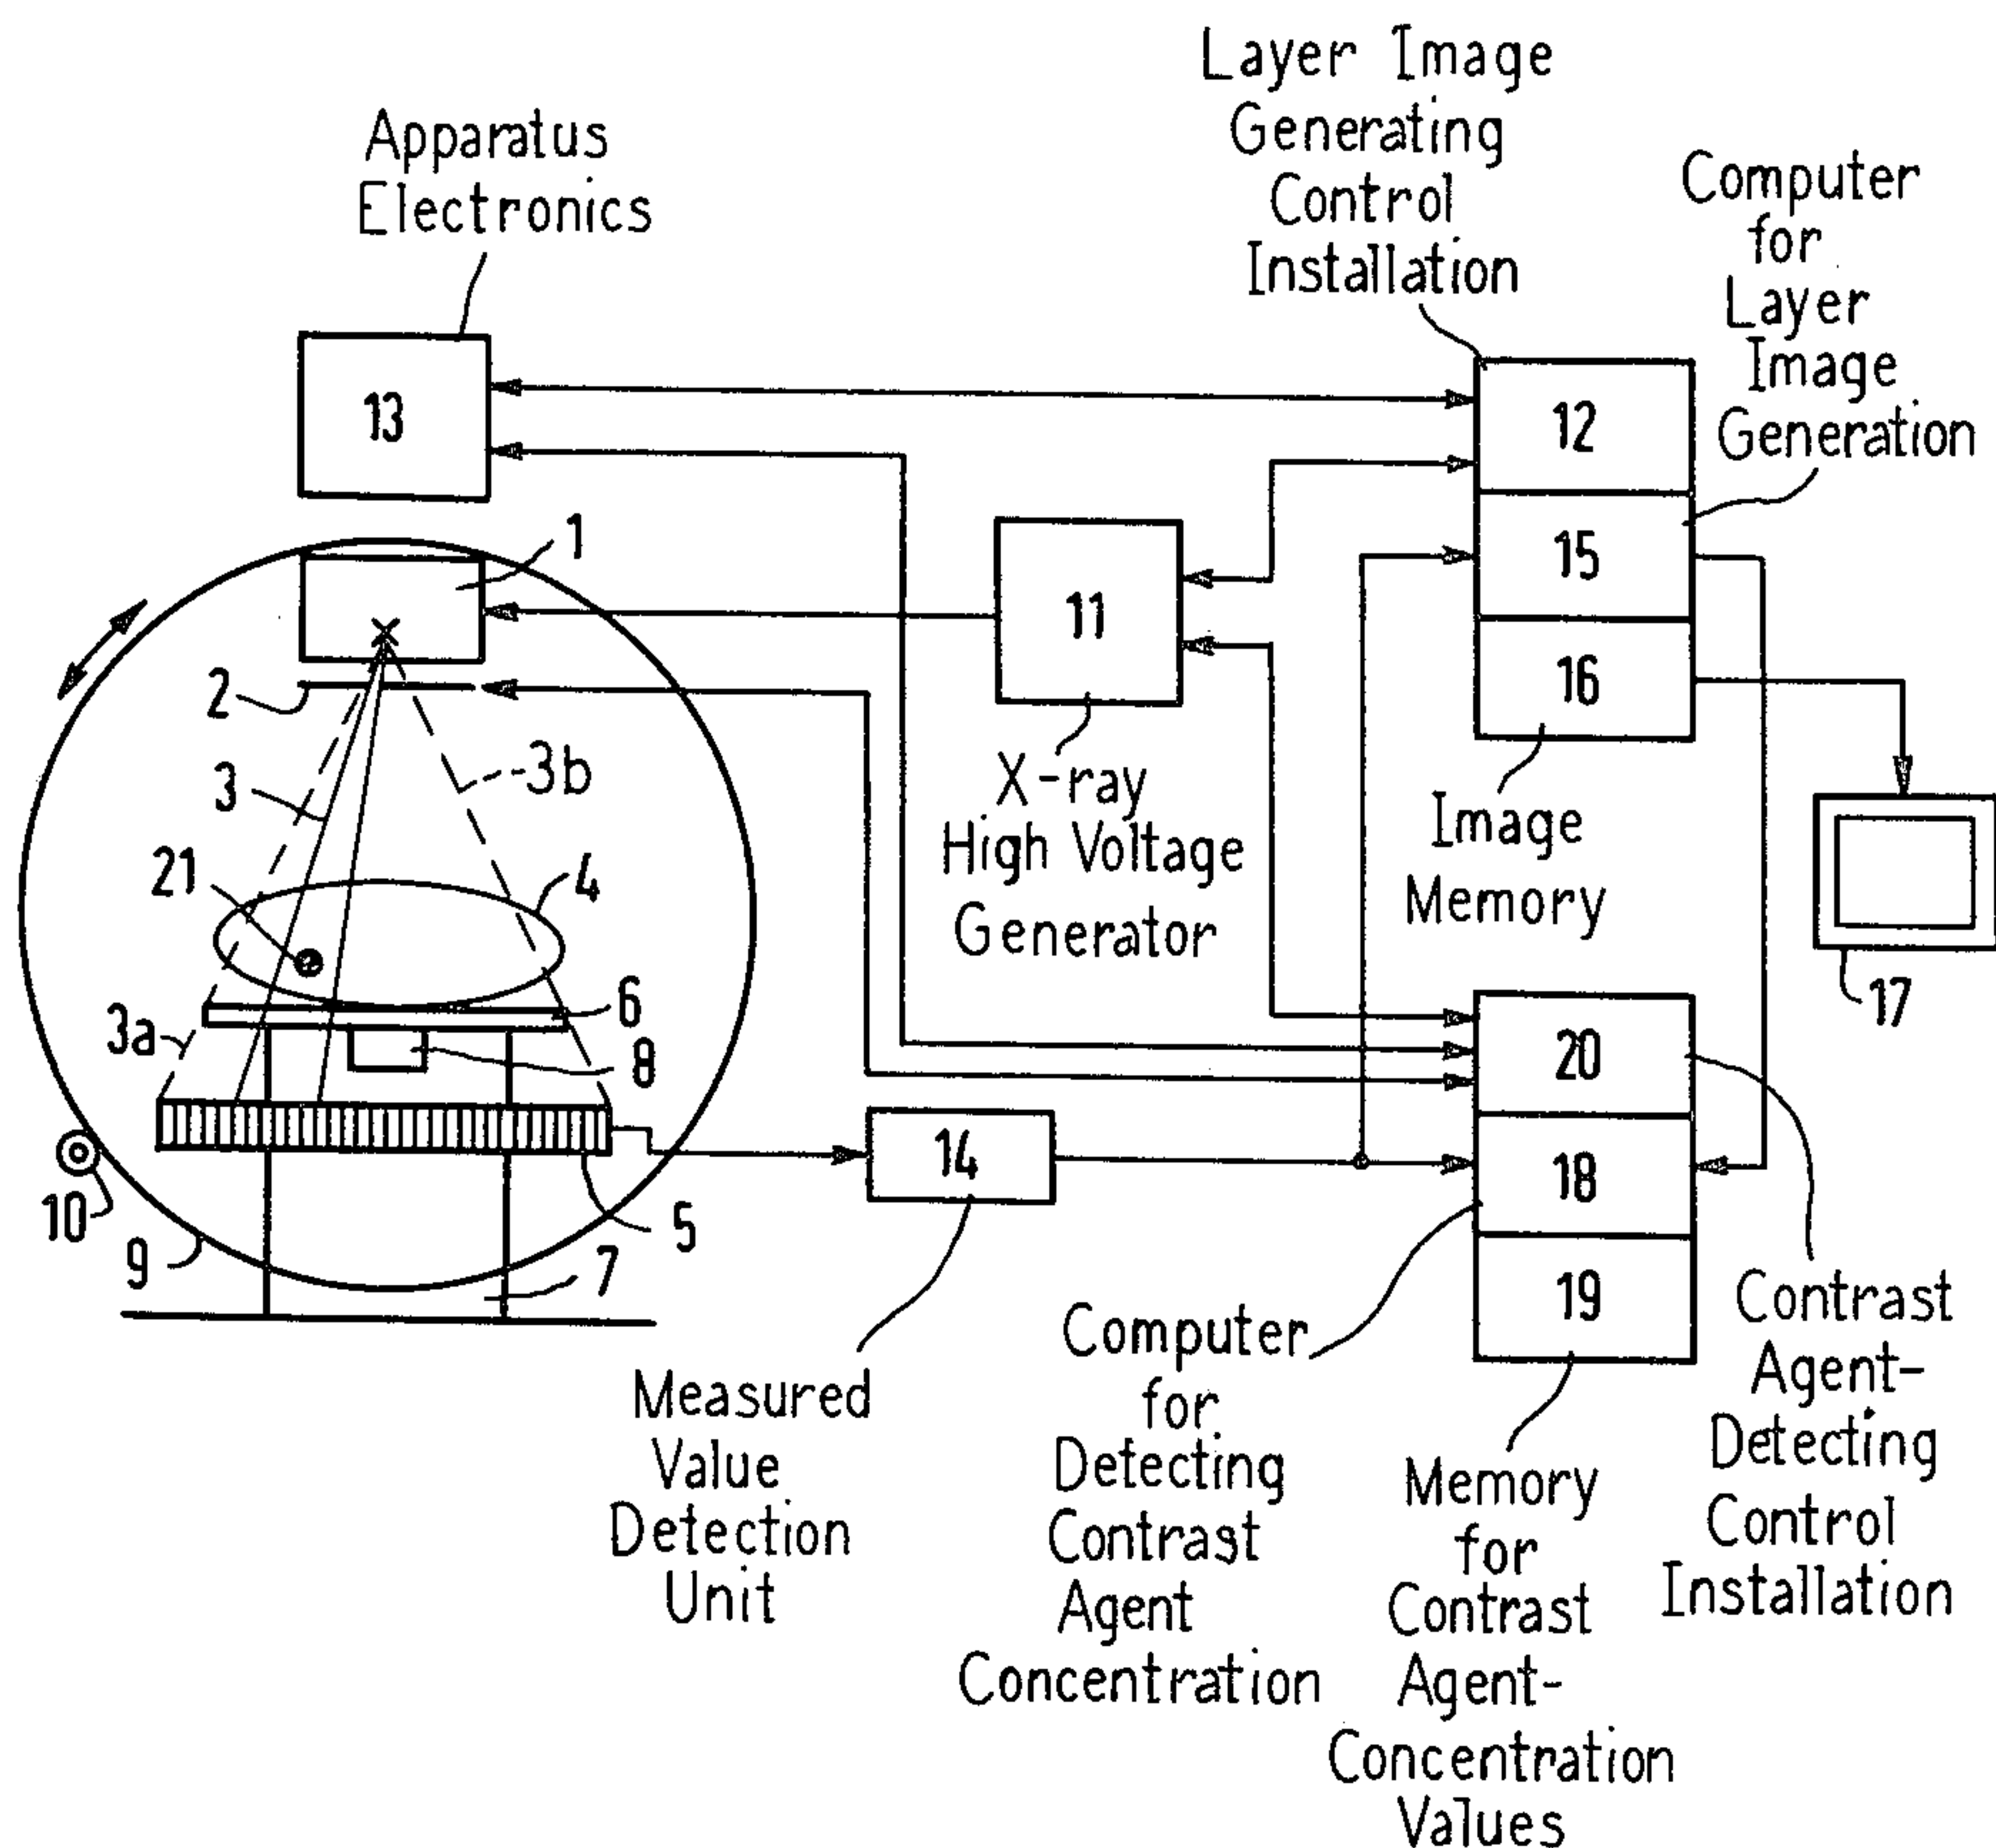 Layer Image
Generating
Control
Installation
Apparatus
Electronics
Computer
for
Layer
Image
Generation
13
12
15
16
11
1
2
3
3b
21
4
X-ray
High Voltage
Generator
Image
Memory
17
6
3a
8
20
18
19
14
10
9
5
7
Measured
Value
Detection
Unit
Computer
for
Detecting
Contrast
Agent
Concentration
Memory
for
Contrast
Agent-
Concentration
Values
Contrast
Agent-
Detecting
Control
Installation